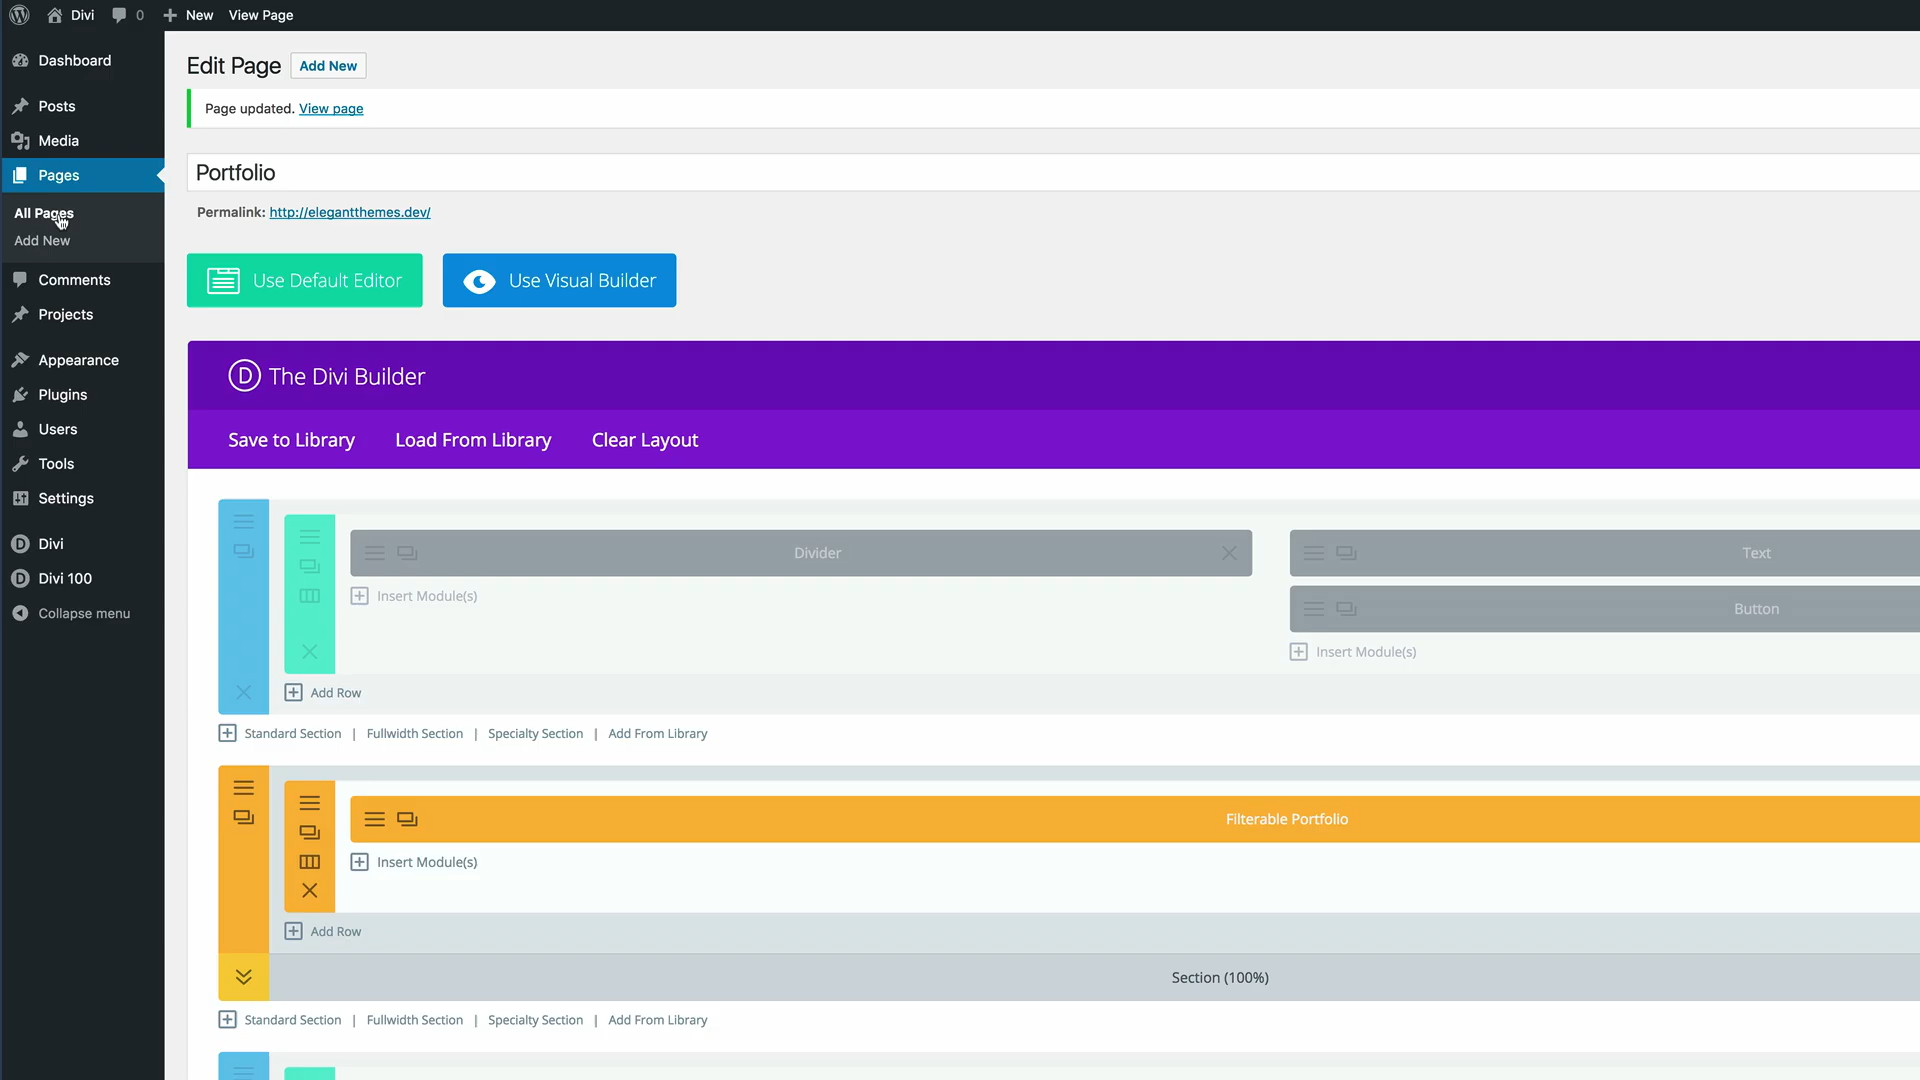 Divi 0 New View Page
Dashboard
Posts
Media
Pages
All Pages
Add New
Comments
Projects
Appearance
Plugins
Users
Tools
Settings
Divi
Divi 100
Collapse menu
Edit Page Add New
Page updated. View page
Portfolio
Permalink: http://elegantthemes.dev/
Use Default Editor Use Visual Builder
D The Divi Builder
Save to Library Load From Library Clear Layout
Divider Text
Insert Module(s) Button
Insert Module(s)
Add Row
Standard Section | Fullwidth Section | Specialty Section | Add From Library
Filterable Portfolio
Insert Module(s)
Add Row
Section (100%)
Standard Section | Fullwidth Section | Specialty Section | Add From Library